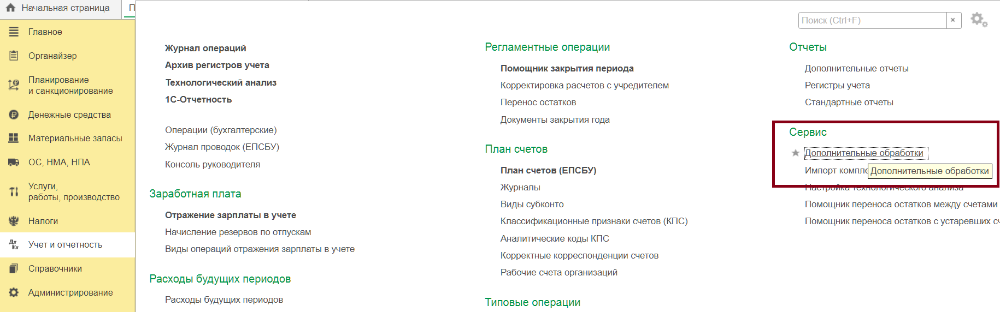 Начальная страница
П
Поиск (Ctrl+F)
×
Главное
Органайзер
Планирование
и санкционирование
Денежные средства
Материальные запасы
ОС, НМА, НПА
Услуги,
работы, производство
Налоги
Дт
Кт
Учет и отчетность
Справочники
Администрирование
Журнал операций
Архив регистров учета
Технологический анализ
1С-Отчетность
Операции (бухгалтерские)
Журнал проводок (ЕПСБУ)
Консоль руководителя
Заработная плата
Отражение зарплаты в учете
Начисление резервов по отпускам
Виды операций отражения зарплаты в учете
Расходы будущих периодов
Расходы будущих периодов
Регламентные операции
Помощник закрытия периода
Корректировка расчетов с учредителем
Перенос остатков
Документы закрытия года
План счетов
План счетов (ЕПСБУ)
Журналы
Виды субконто
Классификационные признаки счетов (КПС)
Аналитические коды КПС
Корректные корреспонденции счетов
Рабочие счета организаций
Типовые операции
Отчеты
Дополнительные отчеты
Регистры учета
Стандартные отчеты
Сервис
Дополнительные обработки
Импорт компле
Дополнительные обработки
Настройка технологического анализа
Помощник переноса остатков между счетами
Помощник переноса остатков с устаревших сч